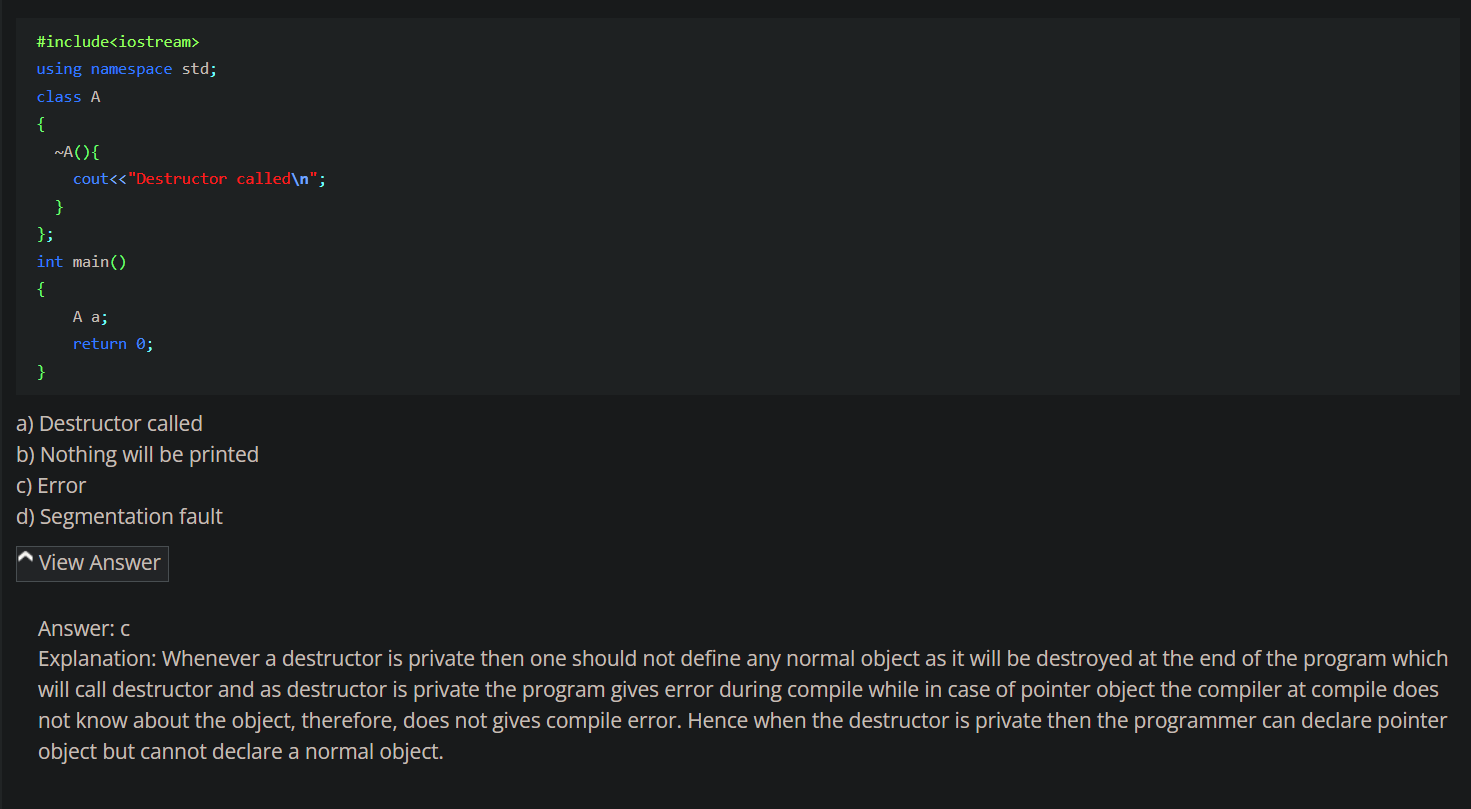 #include<iostream>
using namespace std;
class A
{
  ~A(){
    cout<<"Destructor called\n";
  }
};
int main()
{
    A a;
    return 0;
}
a) Destructor called
b) Nothing will be printed
c) Error
d) Segmentation fault
View Answer
Answer: c
Explanation: Whenever a destructor is private then one should not define any normal object as it will be destroyed at the end of the program which
will call destructor and as destructor is private the program gives error during compile while in case of pointer object the compiler at compile does
not know about the object, therefore, does not gives compile error. Hence when the destructor is private then the programmer can declare pointer
object but cannot declare a normal object.